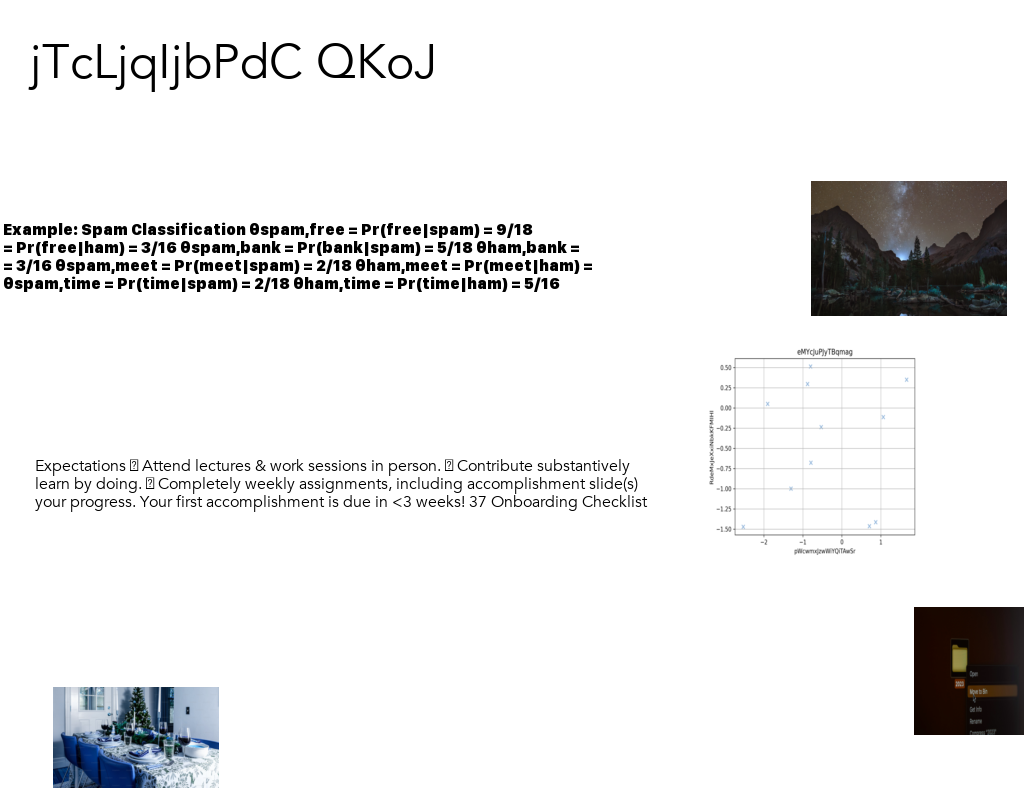 jTcLjqIjbPdC QKoJ
Example: Spam Classification θspam,free = Pr(free|spam) = 9/18
= Pr(free|ham) = 3/16 θspam,bank = Pr(bank|spam) = 5/18 θham,bank =
= 3/16 θspam,meet = Pr(meet|spam) = 2/18 θham,meet = Pr(meet|ham) =
θspam,time = Pr(time|spam) = 2/18 θham,time = Pr(time|ham) = 5/16
eMYcJuPJyTBqmag
0.50
0.25
0.00
−0.25
−0.50
−0.75
−1.00
−1.25
−1.50
−2
−1
0
1
pWcwmxJzwWiYQiTAwSr
Expectations Attend lectures & work sessions in person. Contribute substantively
learn by doing. Completely weekly assignments, including accomplishment slide(s)
your progress. Your first accomplishment is due in <3 weeks! 37 Onboarding Checklist
2023
Open
Move to Bin
Get Info
Rename
Compress "2023"